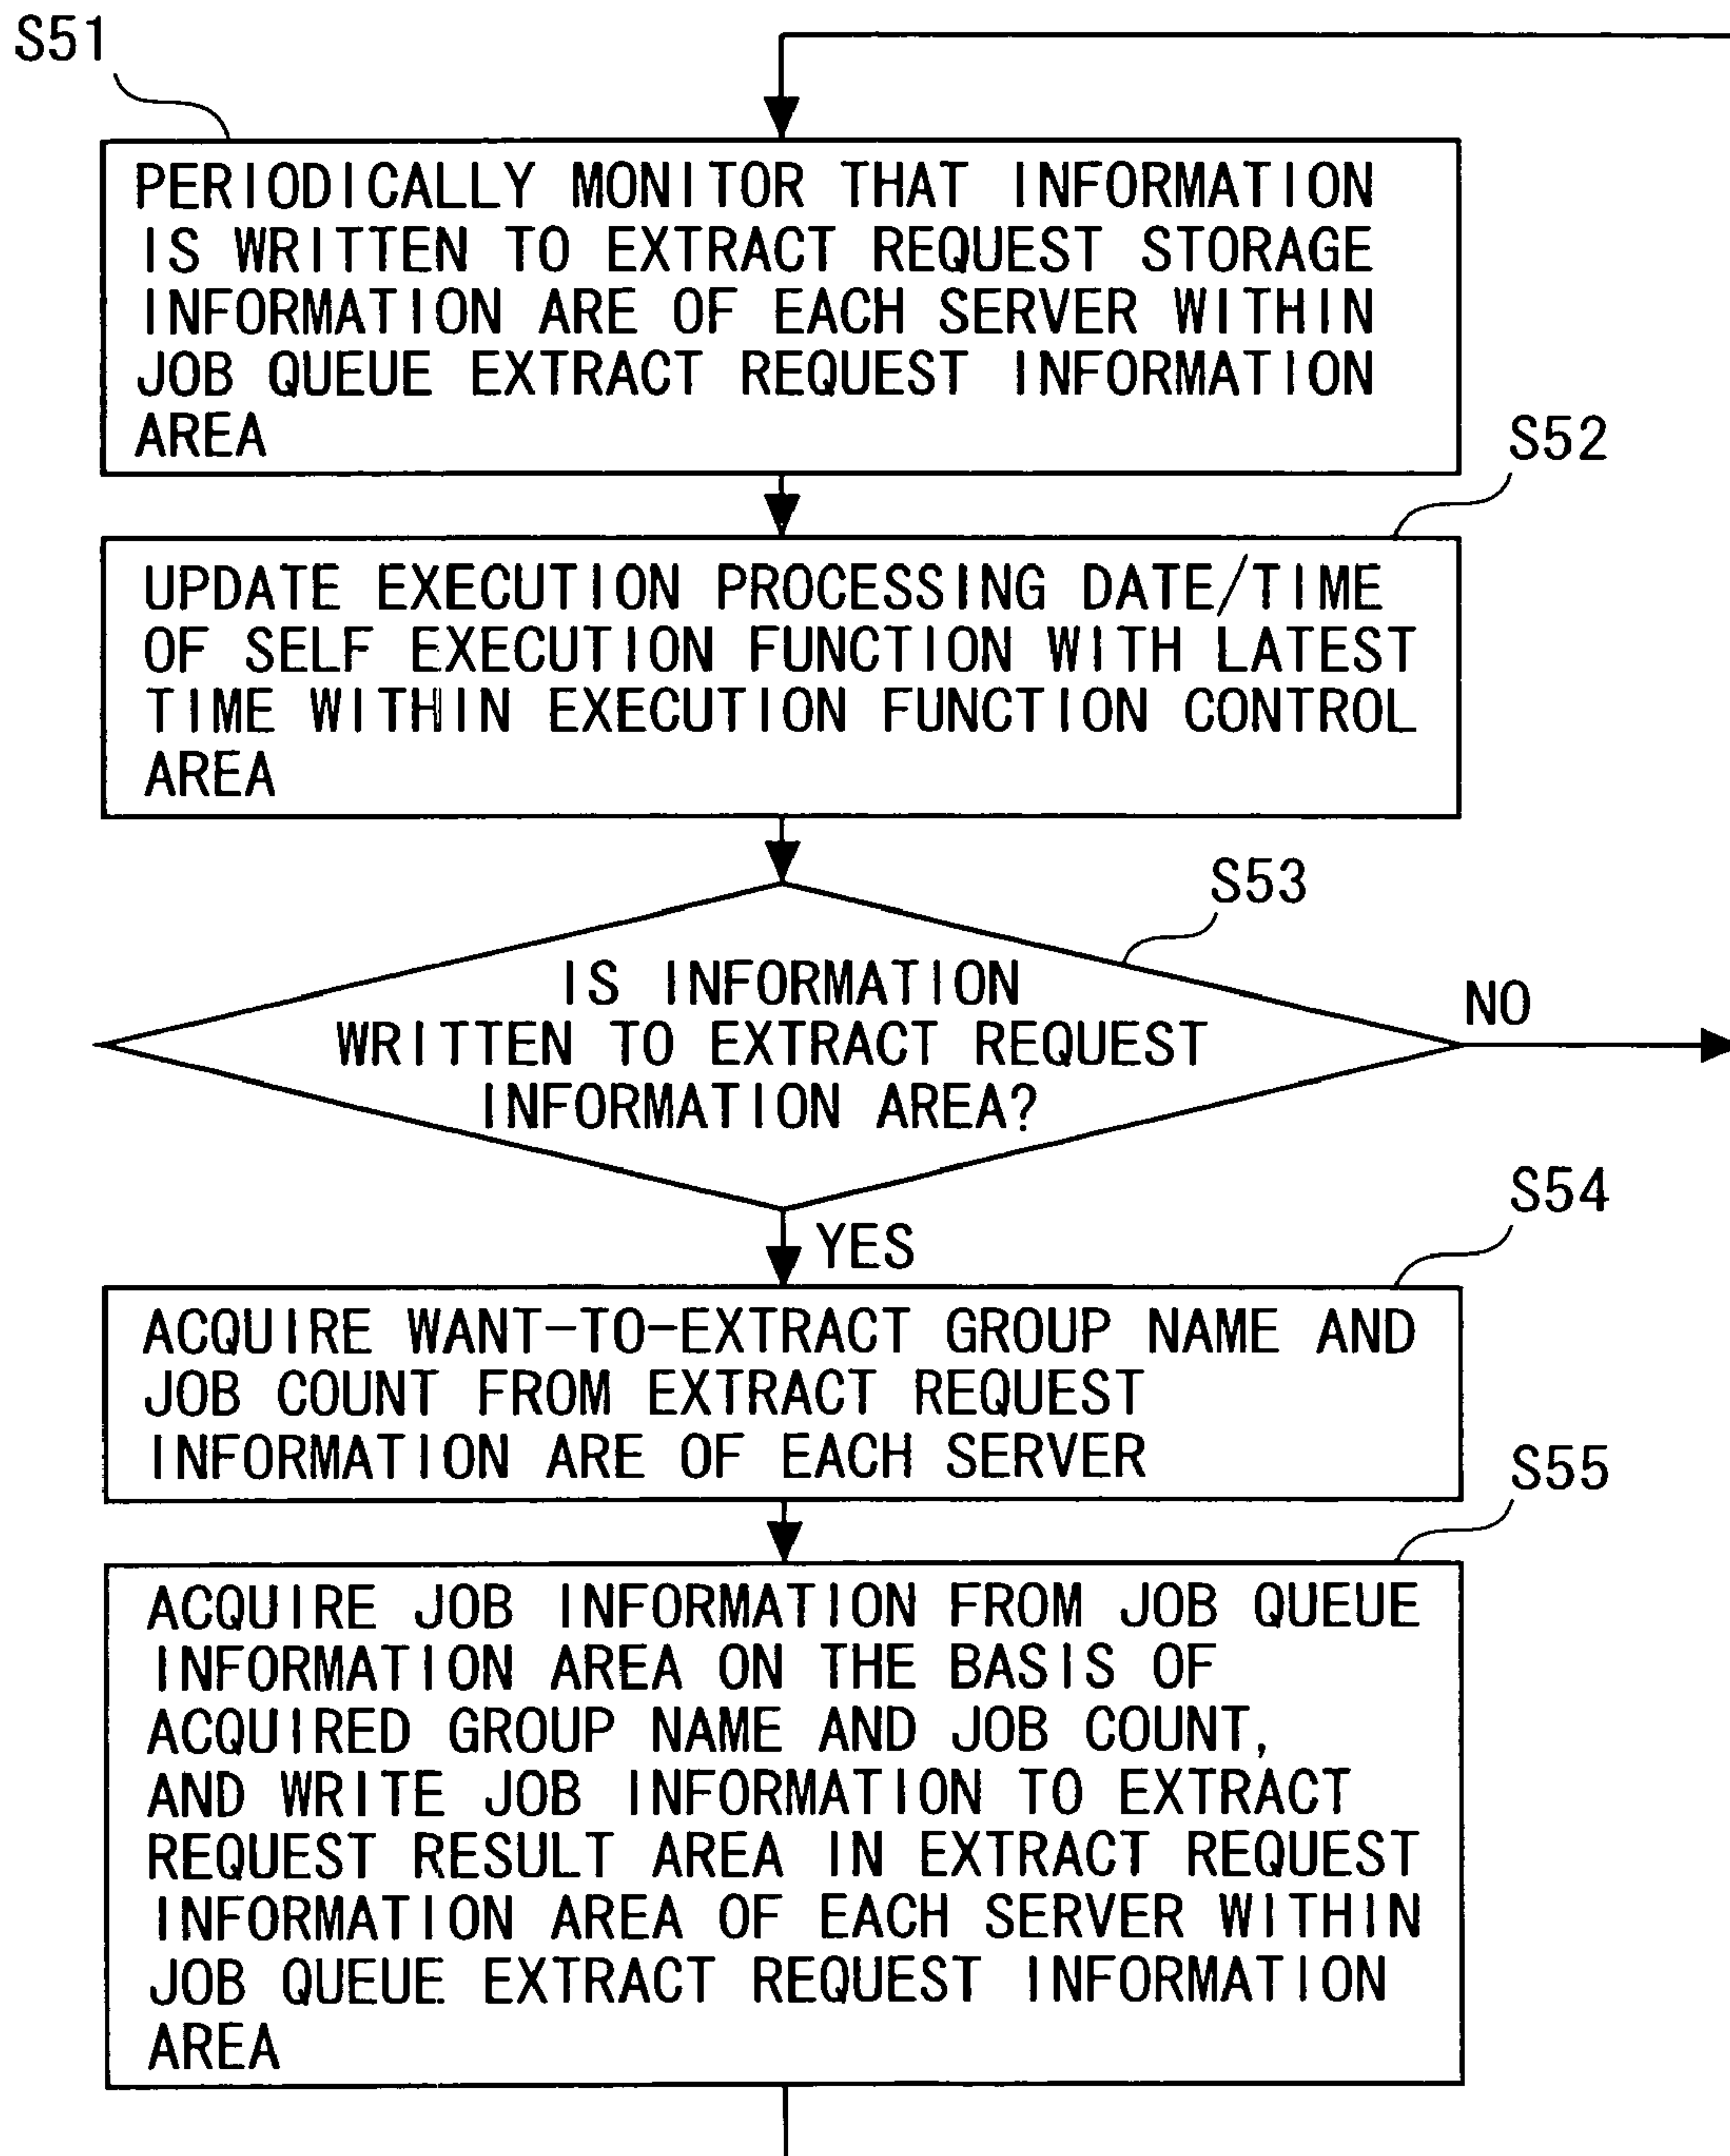 S51
PERIODICALLY MONITOR THAT INFORMATION
IS WRITTEN TO EXTRACT REQUEST STORAGE
INFORMATION ARE OF EACH SERVER WITHIN
JOB QUEUE EXTRACT REQUEST INFORMATION
AREA
S52
UPDATE EXECUTION PROCESSING DATE/TIME
OF SELF EXECUTION FUNCTION WITH LATEST
TIME WITHIN EXECUTION FUNCTION CONTROL
AREA
S53
IS INFORMATION
WRITTEN TO EXTRACT REQUEST
INFORMATION AREA?
NO
YES
S54
ACQUIRE WANT-TO-EXTRACT GROUP NAME AND
JOB COUNT FROM EXTRACT REQUEST
INFORMATION ARE OF EACH SERVER
S55
ACQUIRE JOB INFORMATION FROM JOB QUEUE
INFORMATION AREA ON THE BASIS OF
ACQUIRED GROUP NAME AND JOB COUNT,
AND WRITE JOB INFORMATION TO EXTRACT
REQUEST RESULT AREA IN EXTRACT REQUEST
INFORMATION AREA OF EACH SERVER WITHIN
JOB QUEUE EXTRACT REQUEST INFORMATION
AREA